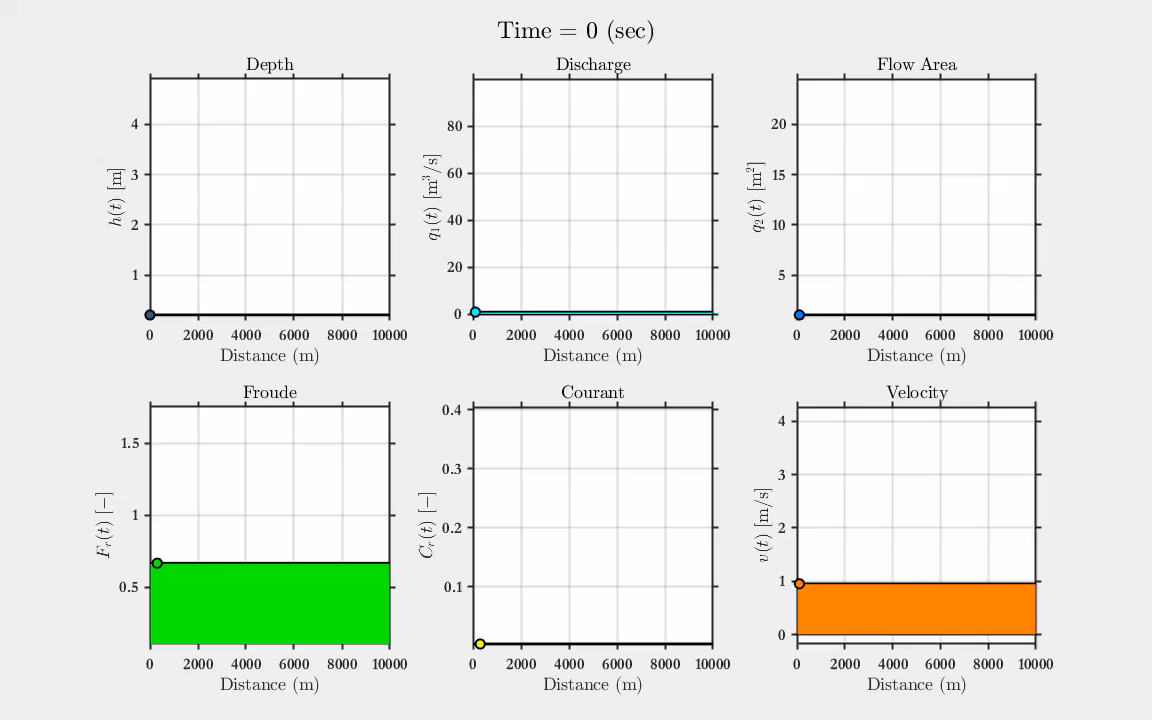 Time = 0 (sec)
Depth
Discharge
Flow Area
4
3
2
1
h(t) [m]
0 2000 4000 6000 8000 10000
Distance (m)
80
60
40
20
0
q₁(t) [m³/s]
0 2000 4000 6000 8000 10000
Distance (m)
20
15
10
5
q₂(t) [m²]
0 2000 4000 6000 8000 10000
Distance (m)
Froude
Courant
Velocity
1.5
1
0.5
Fᵣ(t) [−]
0 2000 4000 6000 8000 10000
Distance (m)
0.4
0.3
0.2
0.1
Cᵣ(t) [−]
0 2000 4000 6000 8000 10000
Distance (m)
4
3
2
1
0
v(t) [m/s]
0 2000 4000 6000 8000 10000
Distance (m)